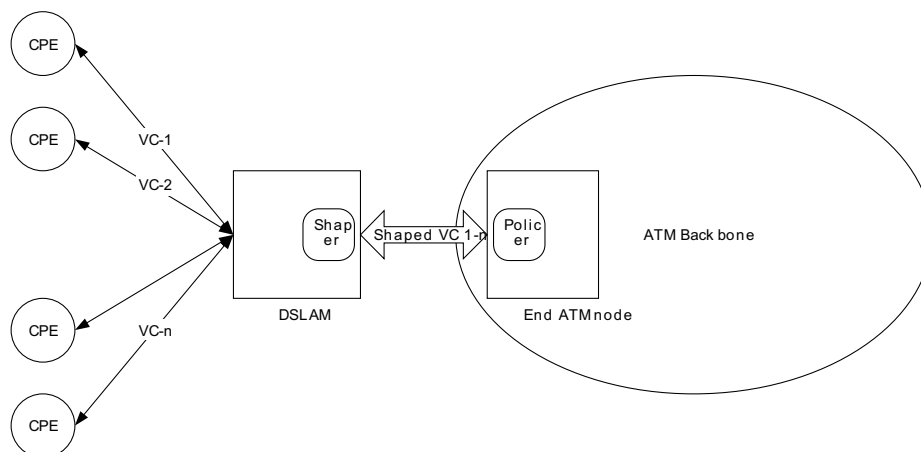 CPE
CPE
VC-1
VC-2
Shap
er
Shaped VC 1-n
Polic
er
ATM Back bone
DSLAM
End ATM node
CPE
VC-n
CPE